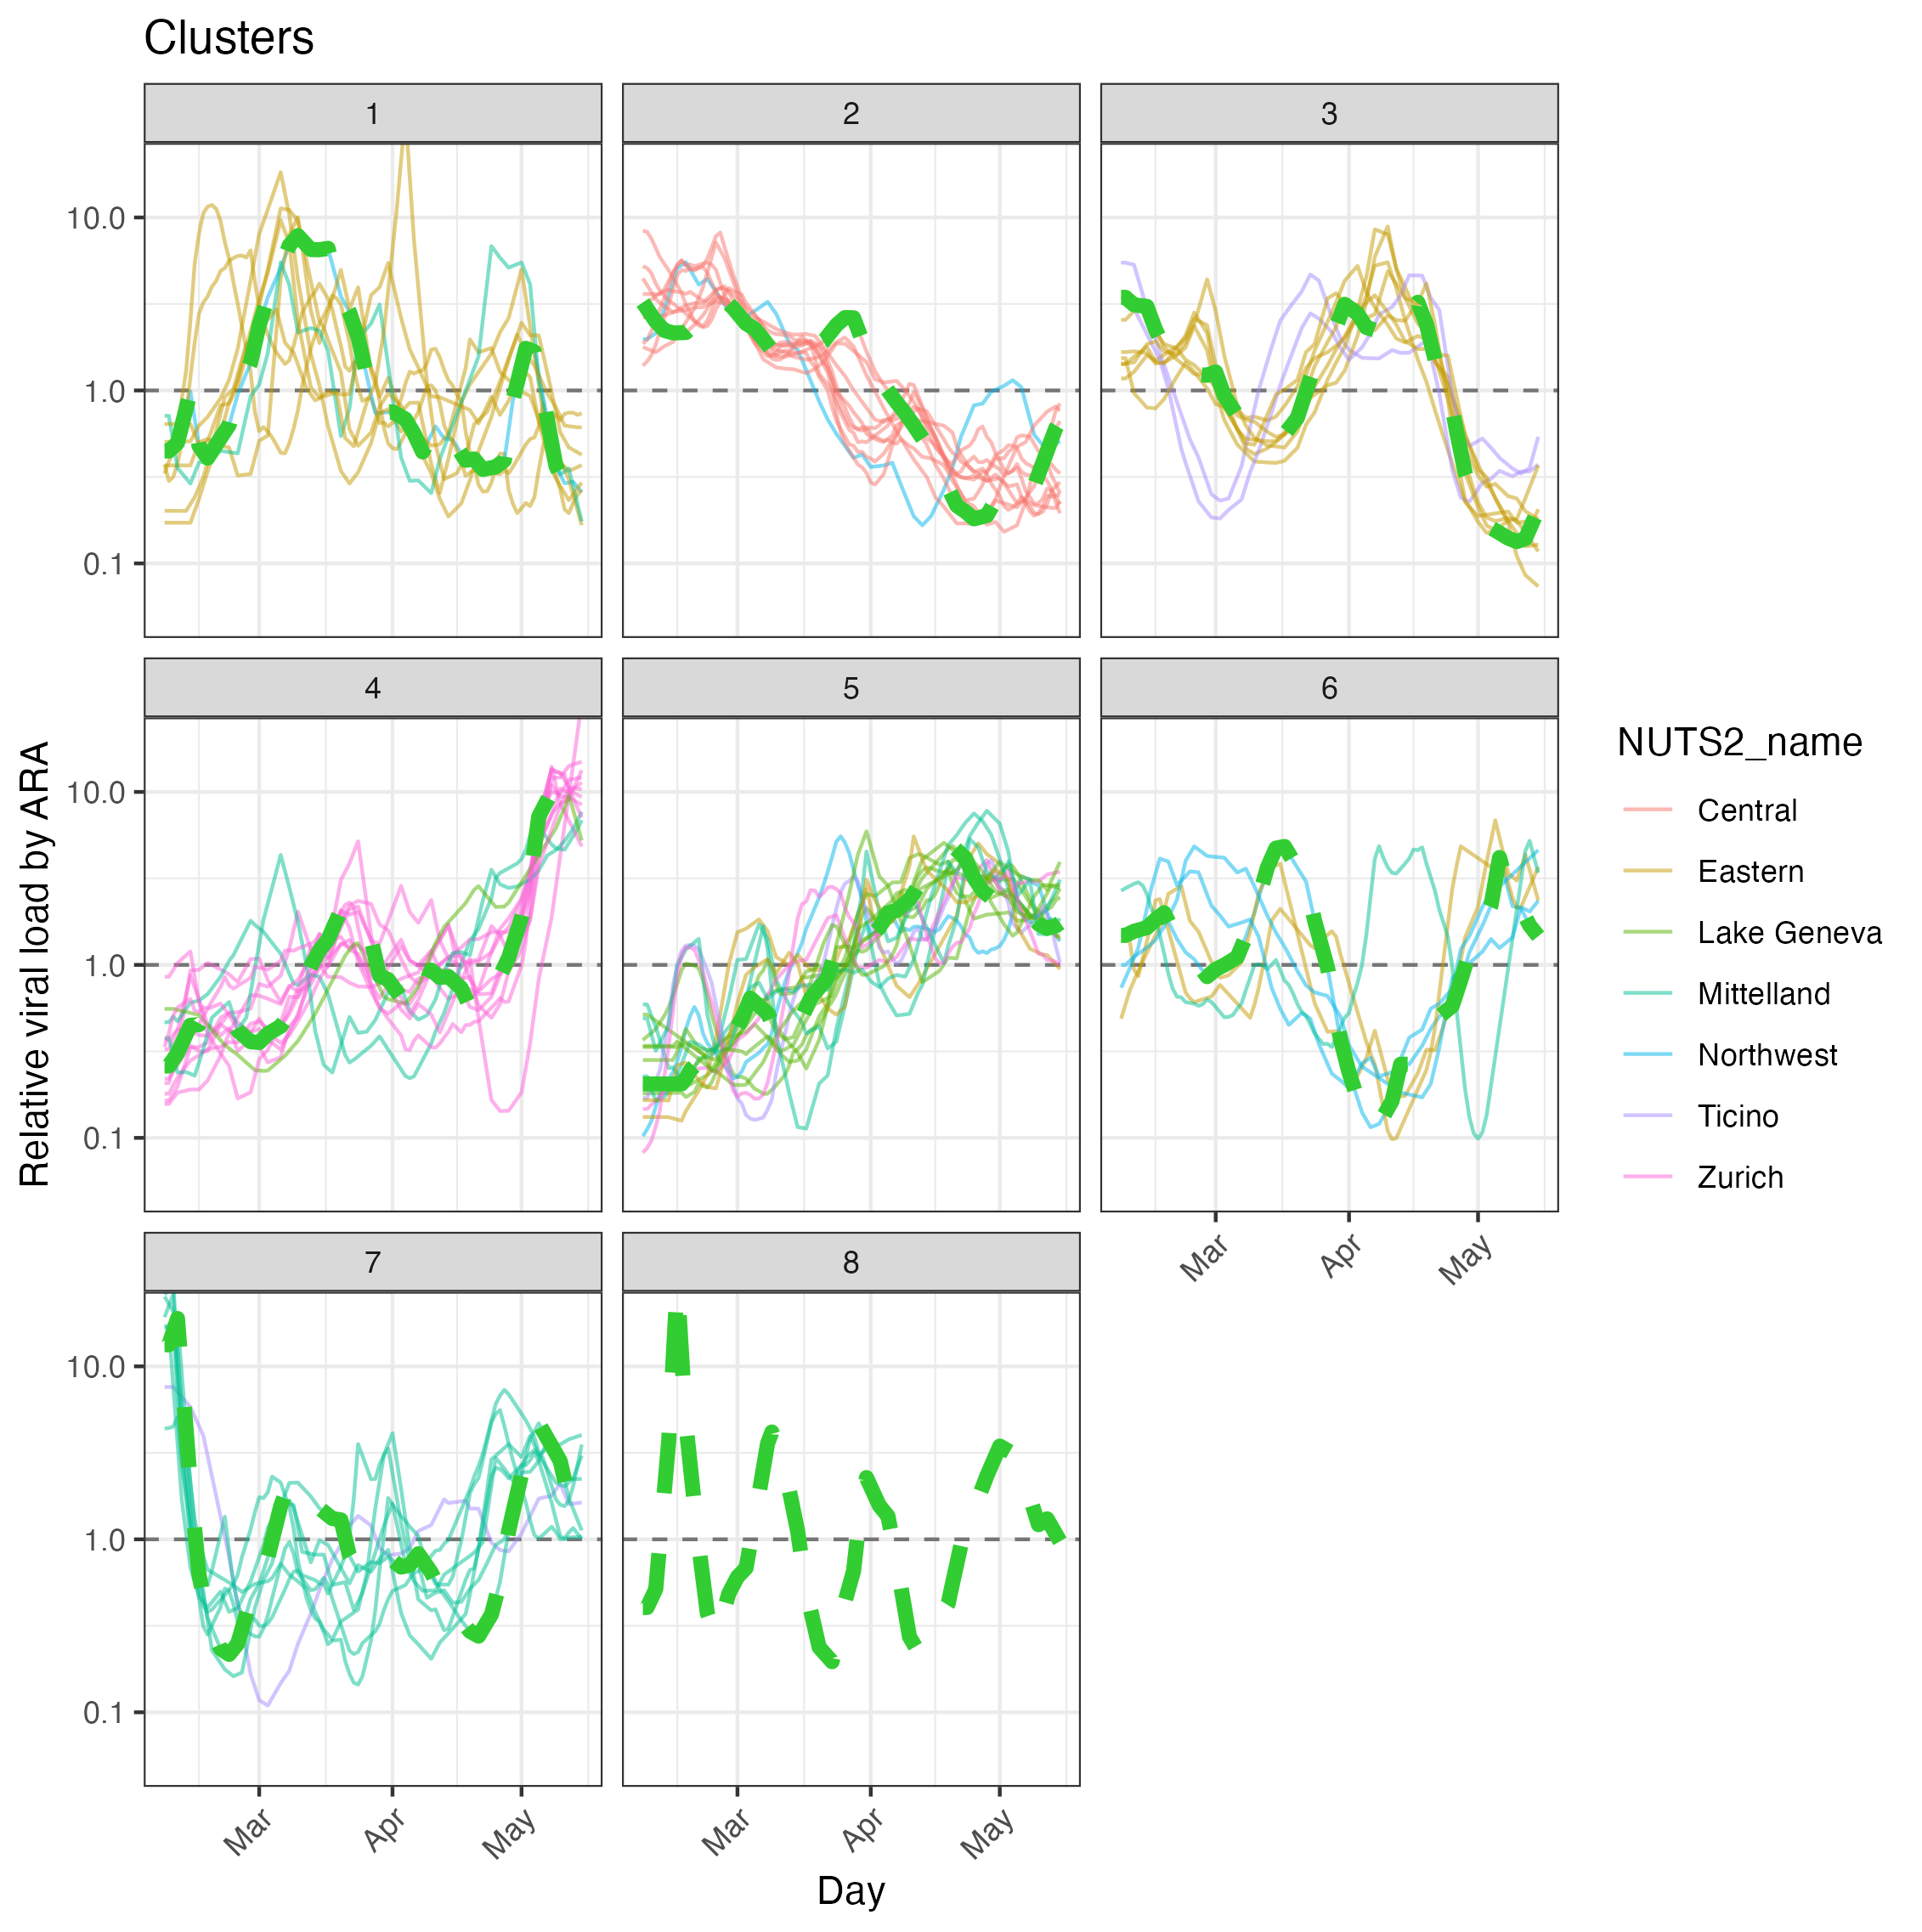 Clusters
1
2
3
10.0
1.0
0.1
4
5
6
10.0
1.0
0.1
Mar
Apr
May
7
8
10.0
1.0
0.1
Mar
Apr
May
Mar
Apr
May
Day
Relative viral load by ARA
NUTS2_name
Central
Eastern
Lake Geneva
Mittelland
Northwest
Ticino
Zurich